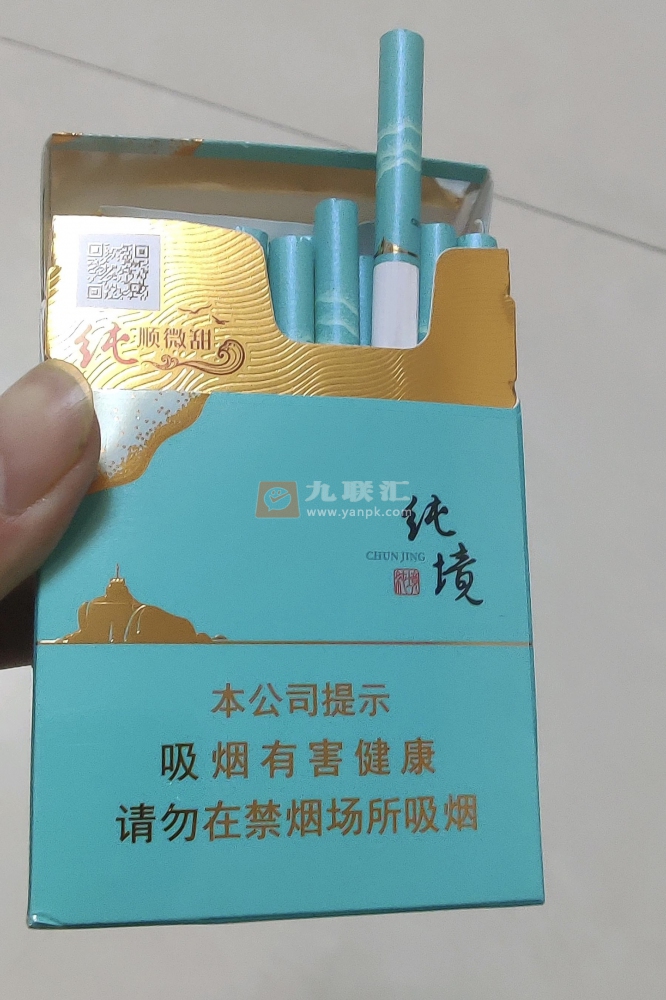 纯顺微甜
九联汇
www.yanpk.com
纯境
CHUN JING
本公司提示
吸烟有害健康
请勿在禁烟场所吸烟